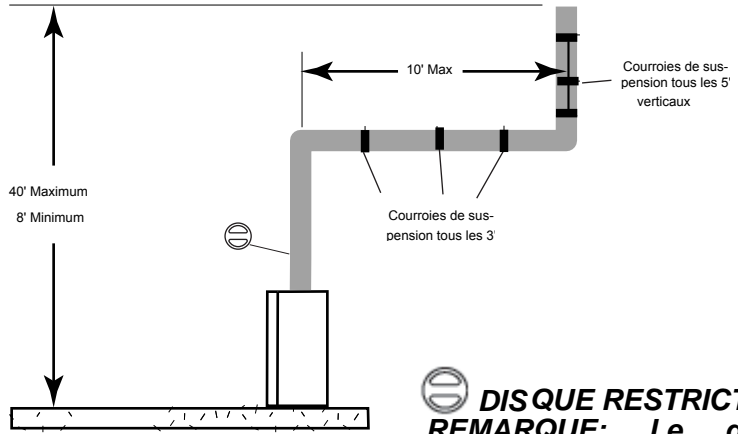 10' Max
Courroies de sus-
pension tous les 5'
verticaux
40' Maximum
8' Minimum
Courroies de sus-
pension tous les 3'
DISQUE RESTRICT
REMARQUE: Le